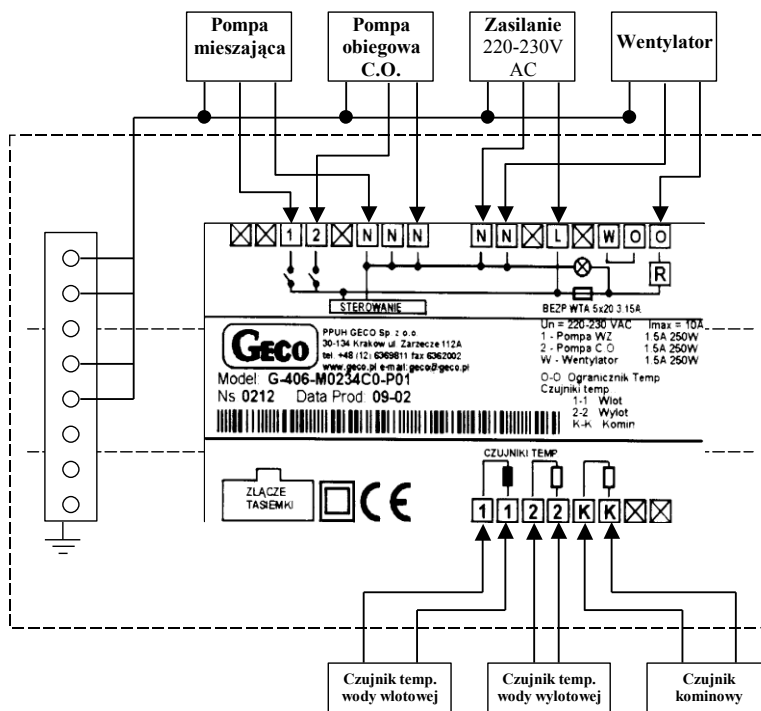 Pompa
mieszająca
Pompa
obiegowa
C.O.
Zasilanie
220-230V
AC
Wentylator
1 2 N N N N N L W O O
R
STEROWANIE
BEZP WTA 5x20 3.15A
GECO
PPUH GECO Sp. z o.o.
30-134 Krakow ul Zarzecze 112A
tel. +48 (12) 6369811 fax 6362002
www.geco.pl e-mail:geco@geco.pl
Model: G-406-M0234C0-P01
Ns 0212 Data Prod: 09-02
Un = 220-230 VAC Imax = 10A
1 - Pompa WZ 1.5A 250W
2 - Pompa C O 1.5A 250W
W - Wentylator 1.5A 250W
O-O Ogranicznik Temp
Czujniki temp
1-1 Wlot
2-2 Wylot
K-K Komin
CZUJNIKI TEMP
ZŁĄCZE
TASIEMKI
CE
1 1 2 2 K K
Czujnik temp.
wody wlotowej
Czujnik temp.
wody wylotowej
Czujnik
kominowy